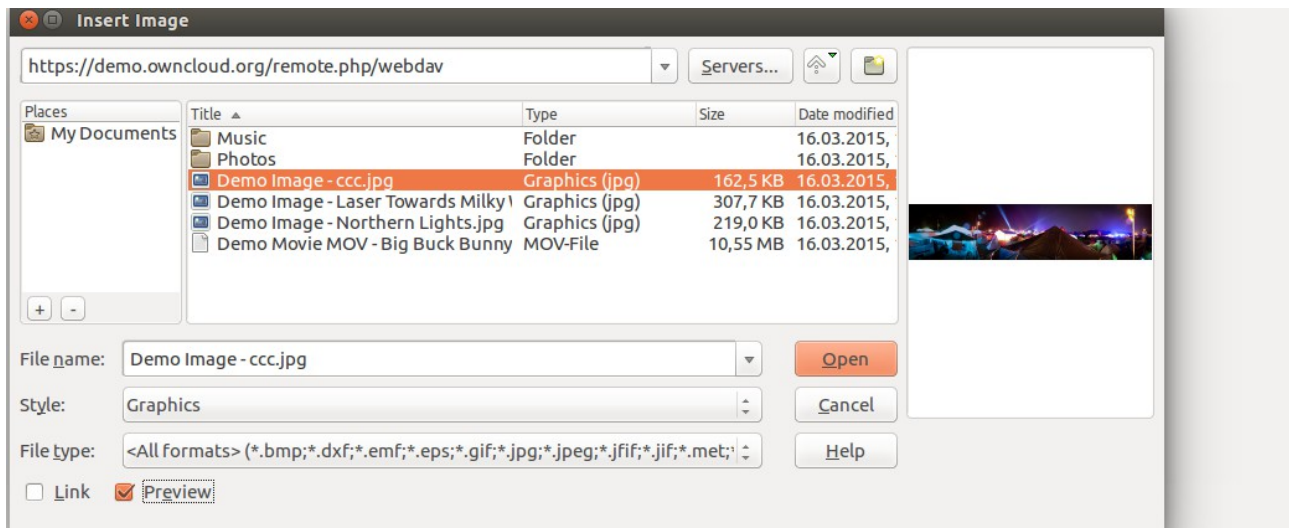 Insert Image
https://demo.owncloud.org/remote.php/webdav Servers...
Places Title Type Size Date modified
My Documents Music Folder 16.03.2015,
Photos Folder 16.03.2015,
Demo Image - ccc.jpg Graphics (jpg) 162,5 KB 16.03.2015,
Demo Image - Laser Towards Milky Graphics (jpg) 307,7 KB 16.03.2015,
Demo Image - Northern Lights.jpg Graphics (jpg) 219,0 KB 16.03.2015,
Demo Movie MOV - Big Buck Bunny MOV-File 10,55 MB 16.03.2015,
+ -
File name: Demo Image - ccc.jpg Open
Style: Graphics Cancel
File type: <All formats> (*.bmp;*.dxf;*.emf;*.eps;*.gif;*.jpg;*.jpeg;*.jfif;*.jif;*.met; Help
Link Preview